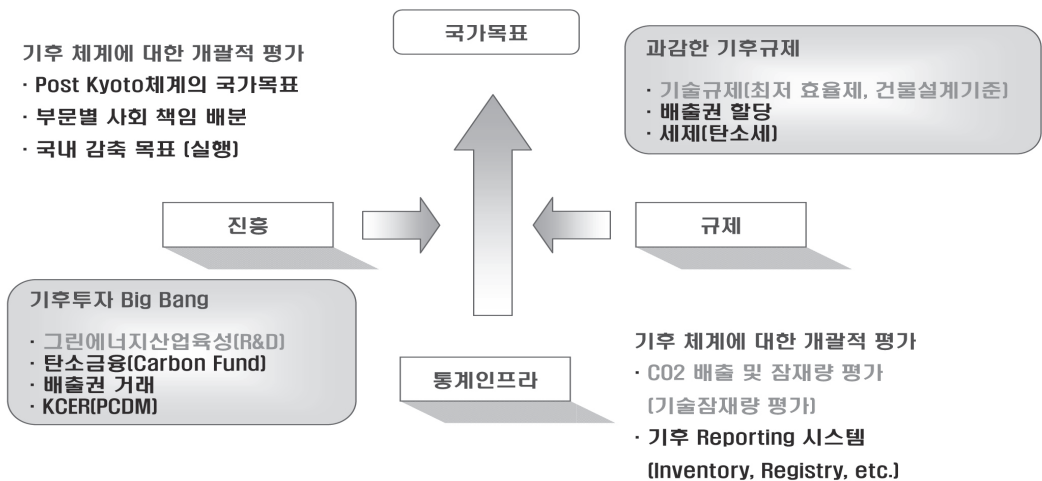 국가목표
기후 체계에 대한 개괄적 평가
· Post Kyoto체계의 국가목표
· 부문별 사회 책임 배분
· 국내 감축 목표 (실행)
과감한 기후규제
· 기술규제(최저 효율제, 건물설계기준)
· 배출권 할당
· 세제(탄소세)
진흥
규제
기후투자 Big Bang
· 그린에너지산업육성(R&D)
· 탄소금융(Carbon Fund)
· 배출권 거래
· KCER(PCDM)
통계인프라
기후 체계에 대한 개괄적 평가
· CO2 배출 및 잠재량 평가
(기술잠재량 평가)
· 기후 Reporting 시스템
(Inventory, Registry, etc.)